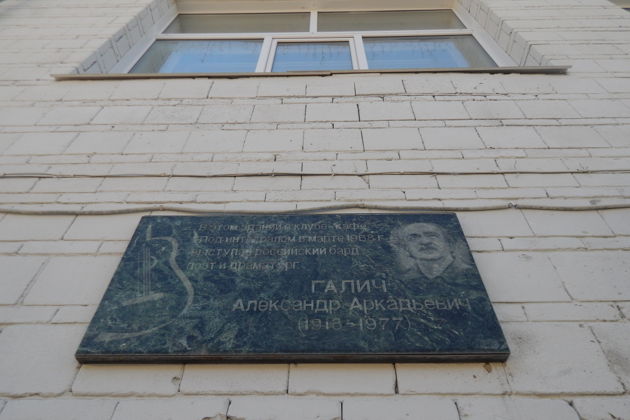 В этом здании в клубе-кафе
"Под интегралом" в марте 1968 г.
выступал российский бард
поэт и драматург
ГАЛИЧ
Александр Аркадьевич
(1918-1977)